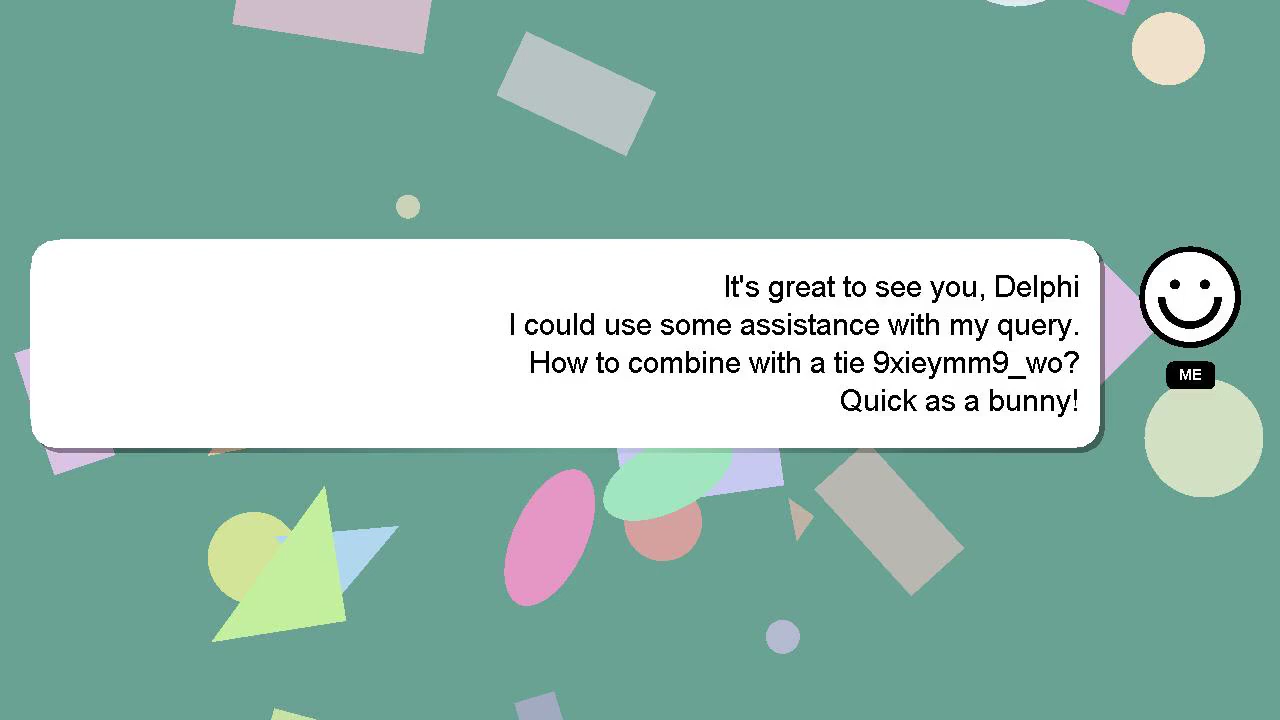 It's great to see you, Delphi
I could use some assistance with my query.
How to combine with a tie 9xieymm9_wo?
Quick as a bunny!
ME